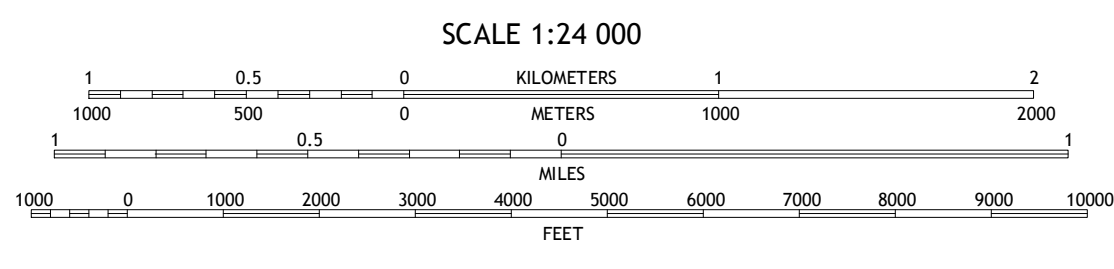 SCALE 1:24 000
1 0.5 0 KILOMETERS 1 2
1000 500 0 METERS 1000 2000
1 0.5 0 1
MILES
1000 0 1000 2000 3000 4000 5000 6000 7000 8000 9000 10000
FEET